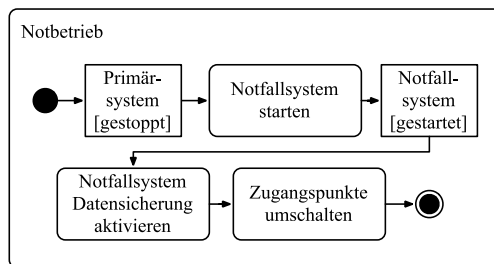 Notbetrieb
Primär-
system
[gestoppt]
Notfallsystem
starten
Notfall-
system
[gestartet]
Notfallsystem
Datensicherung
aktivieren
Zugangspunkte
umschalten